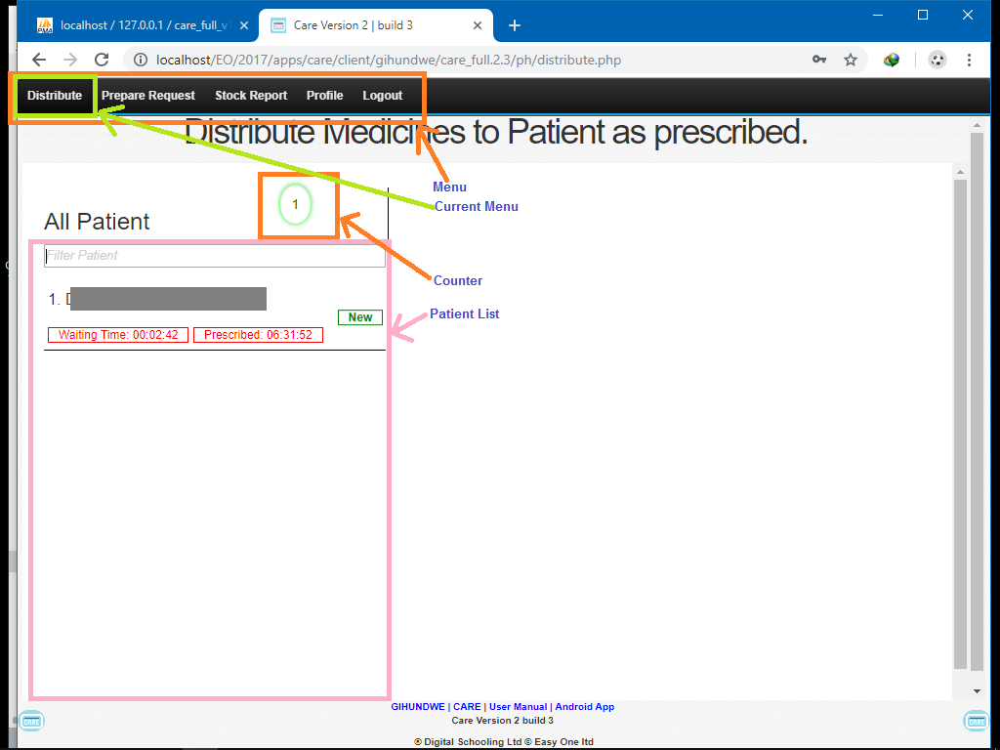 localhost / 127.0.0.1 / care_full_v
Care Version 2 | build 3
localhost/EO/2017/apps/care/client/gihundwe/care_full.2.3/ph/distribute.php
Distribute Prepare Request Stock Report Profile Logout
Distribute Medicines to Patient as prescribed.
Menu
Current Menu
1
All Patient
Filter Patient
Counter
1.
Patient List
New
Waiting Time: 00:02:42 Prescribed: 06:31:52
GIHUNDWE | CARE | User Manual | Android App
Care Version 2 build 3
® Digital Schooling Ltd © Easy One ltd